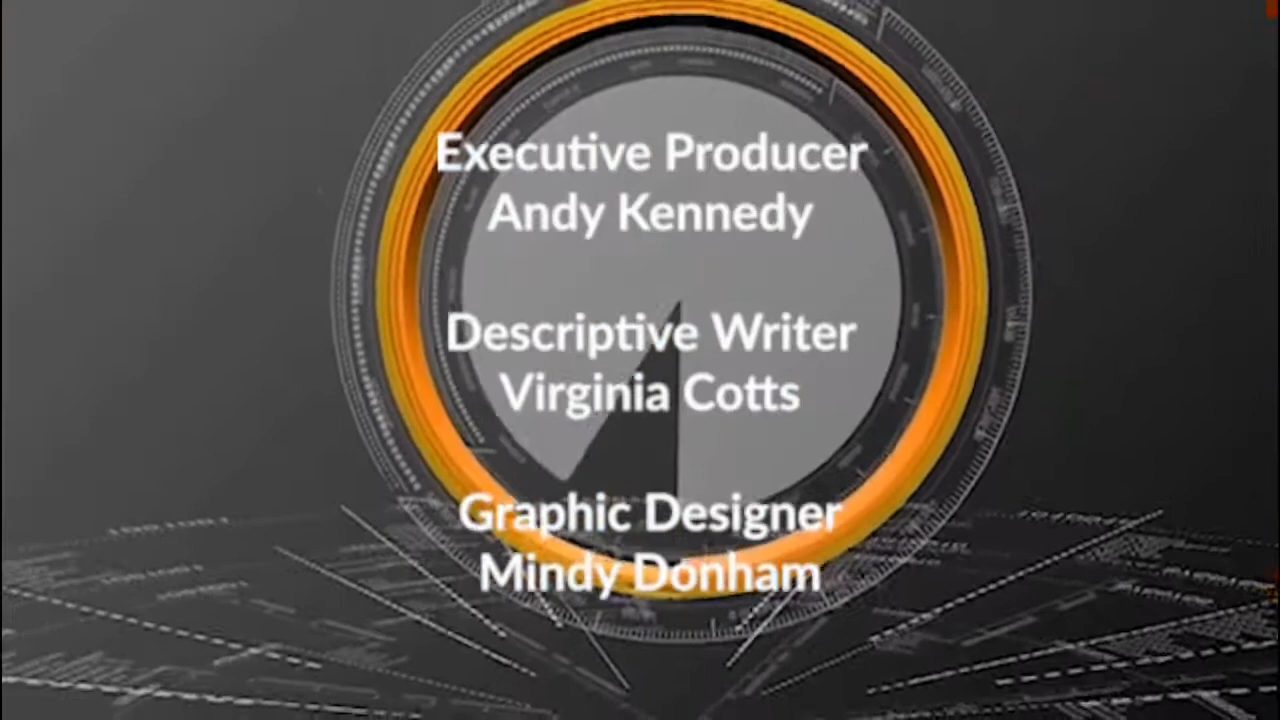 Executive Producer
Andy Kennedy
Descriptive Writer
Virginia Cotts
Graphic Designer
Mindy Donham